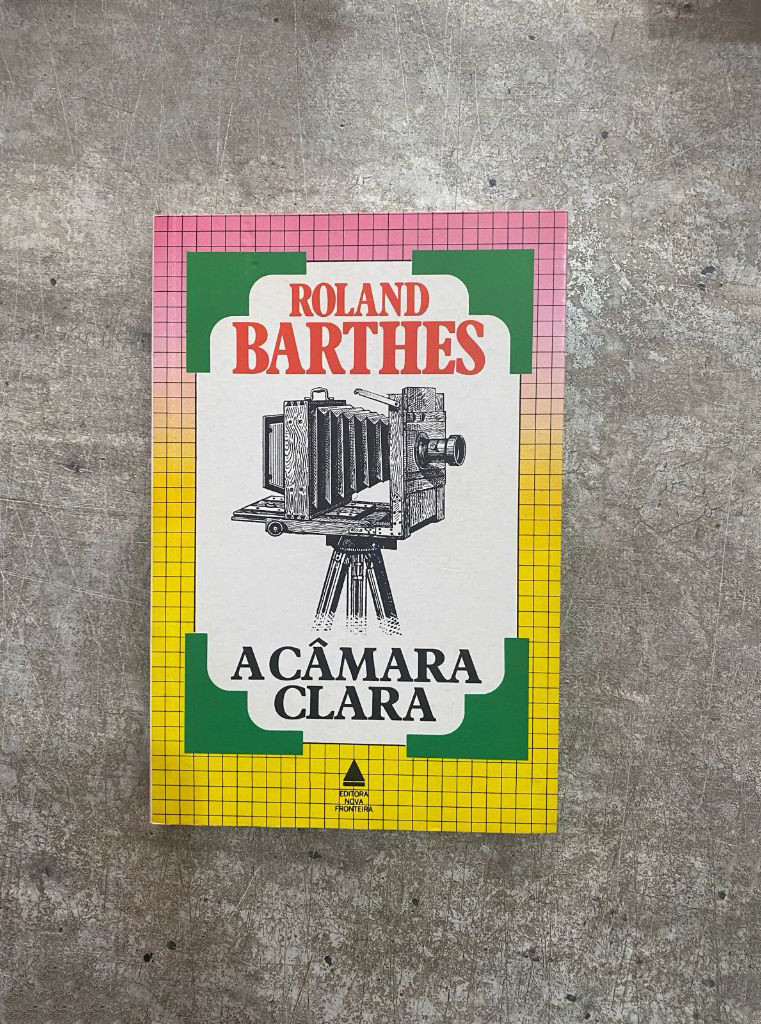 ROLAND
BARTHES
A CÂMARA
CLARA
EDITORA
NOVA
FRONTEIRA